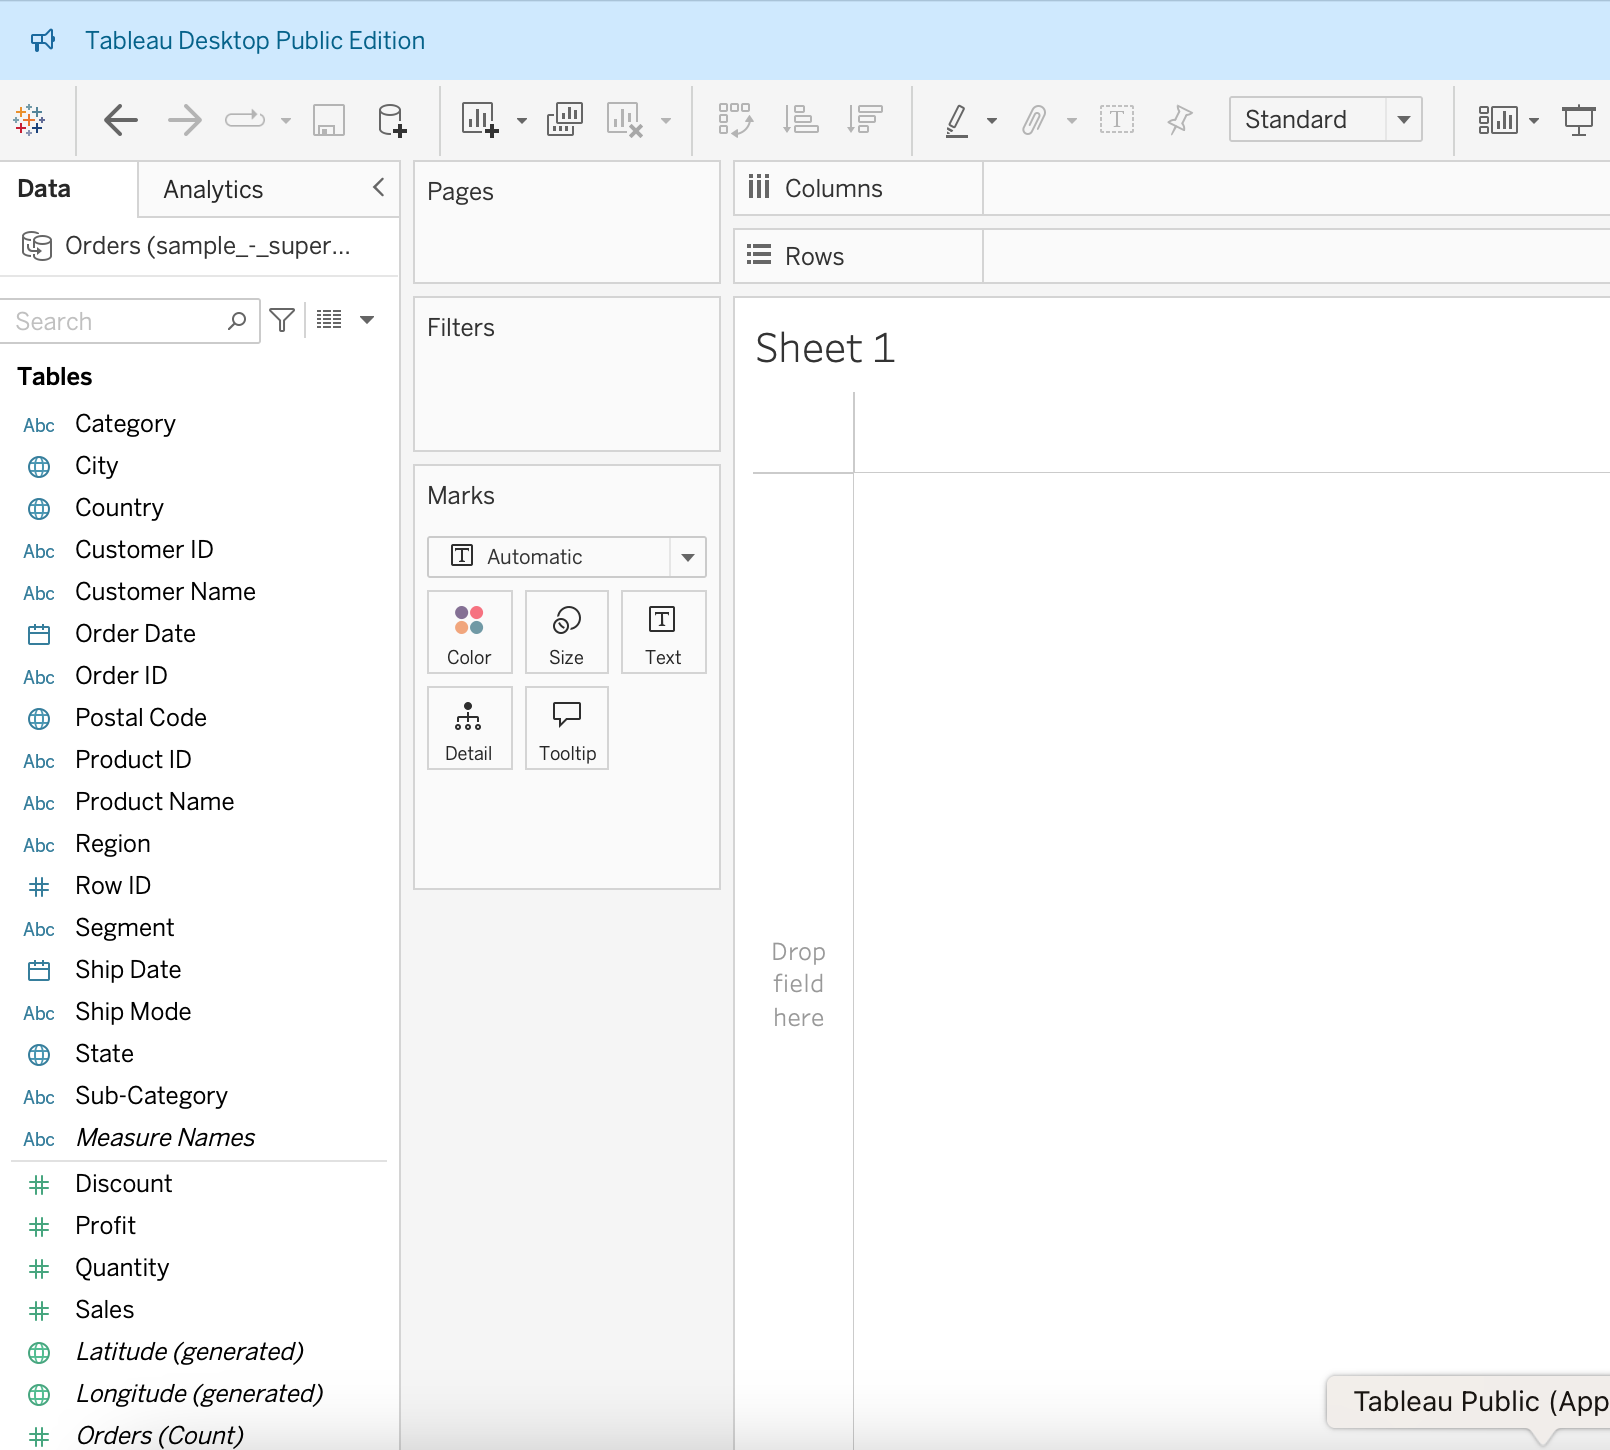 Tableau Desktop Public Edition
Standard
Data
Analytics
Orders (sample_-_super...
Search
Tables
Abc Category
City
Country
Abc Customer ID
Abc Customer Name
Order Date
Abc Order ID
Postal Code
Abc Product ID
Abc Product Name
Abc Region
Row ID
Abc Segment
Ship Date
Abc Ship Mode
State
Abc Sub-Category
Abc Measure Names
Discount
Profit
Quantity
Sales
Latitude (generated)
Longitude (generated)
Orders (Count)
Pages
Filters
Marks
T Automatic
Color
Size
T
Text
Detail
Tooltip
Columns
Rows
Sheet 1
Drop
field
here
Tableau Public (App